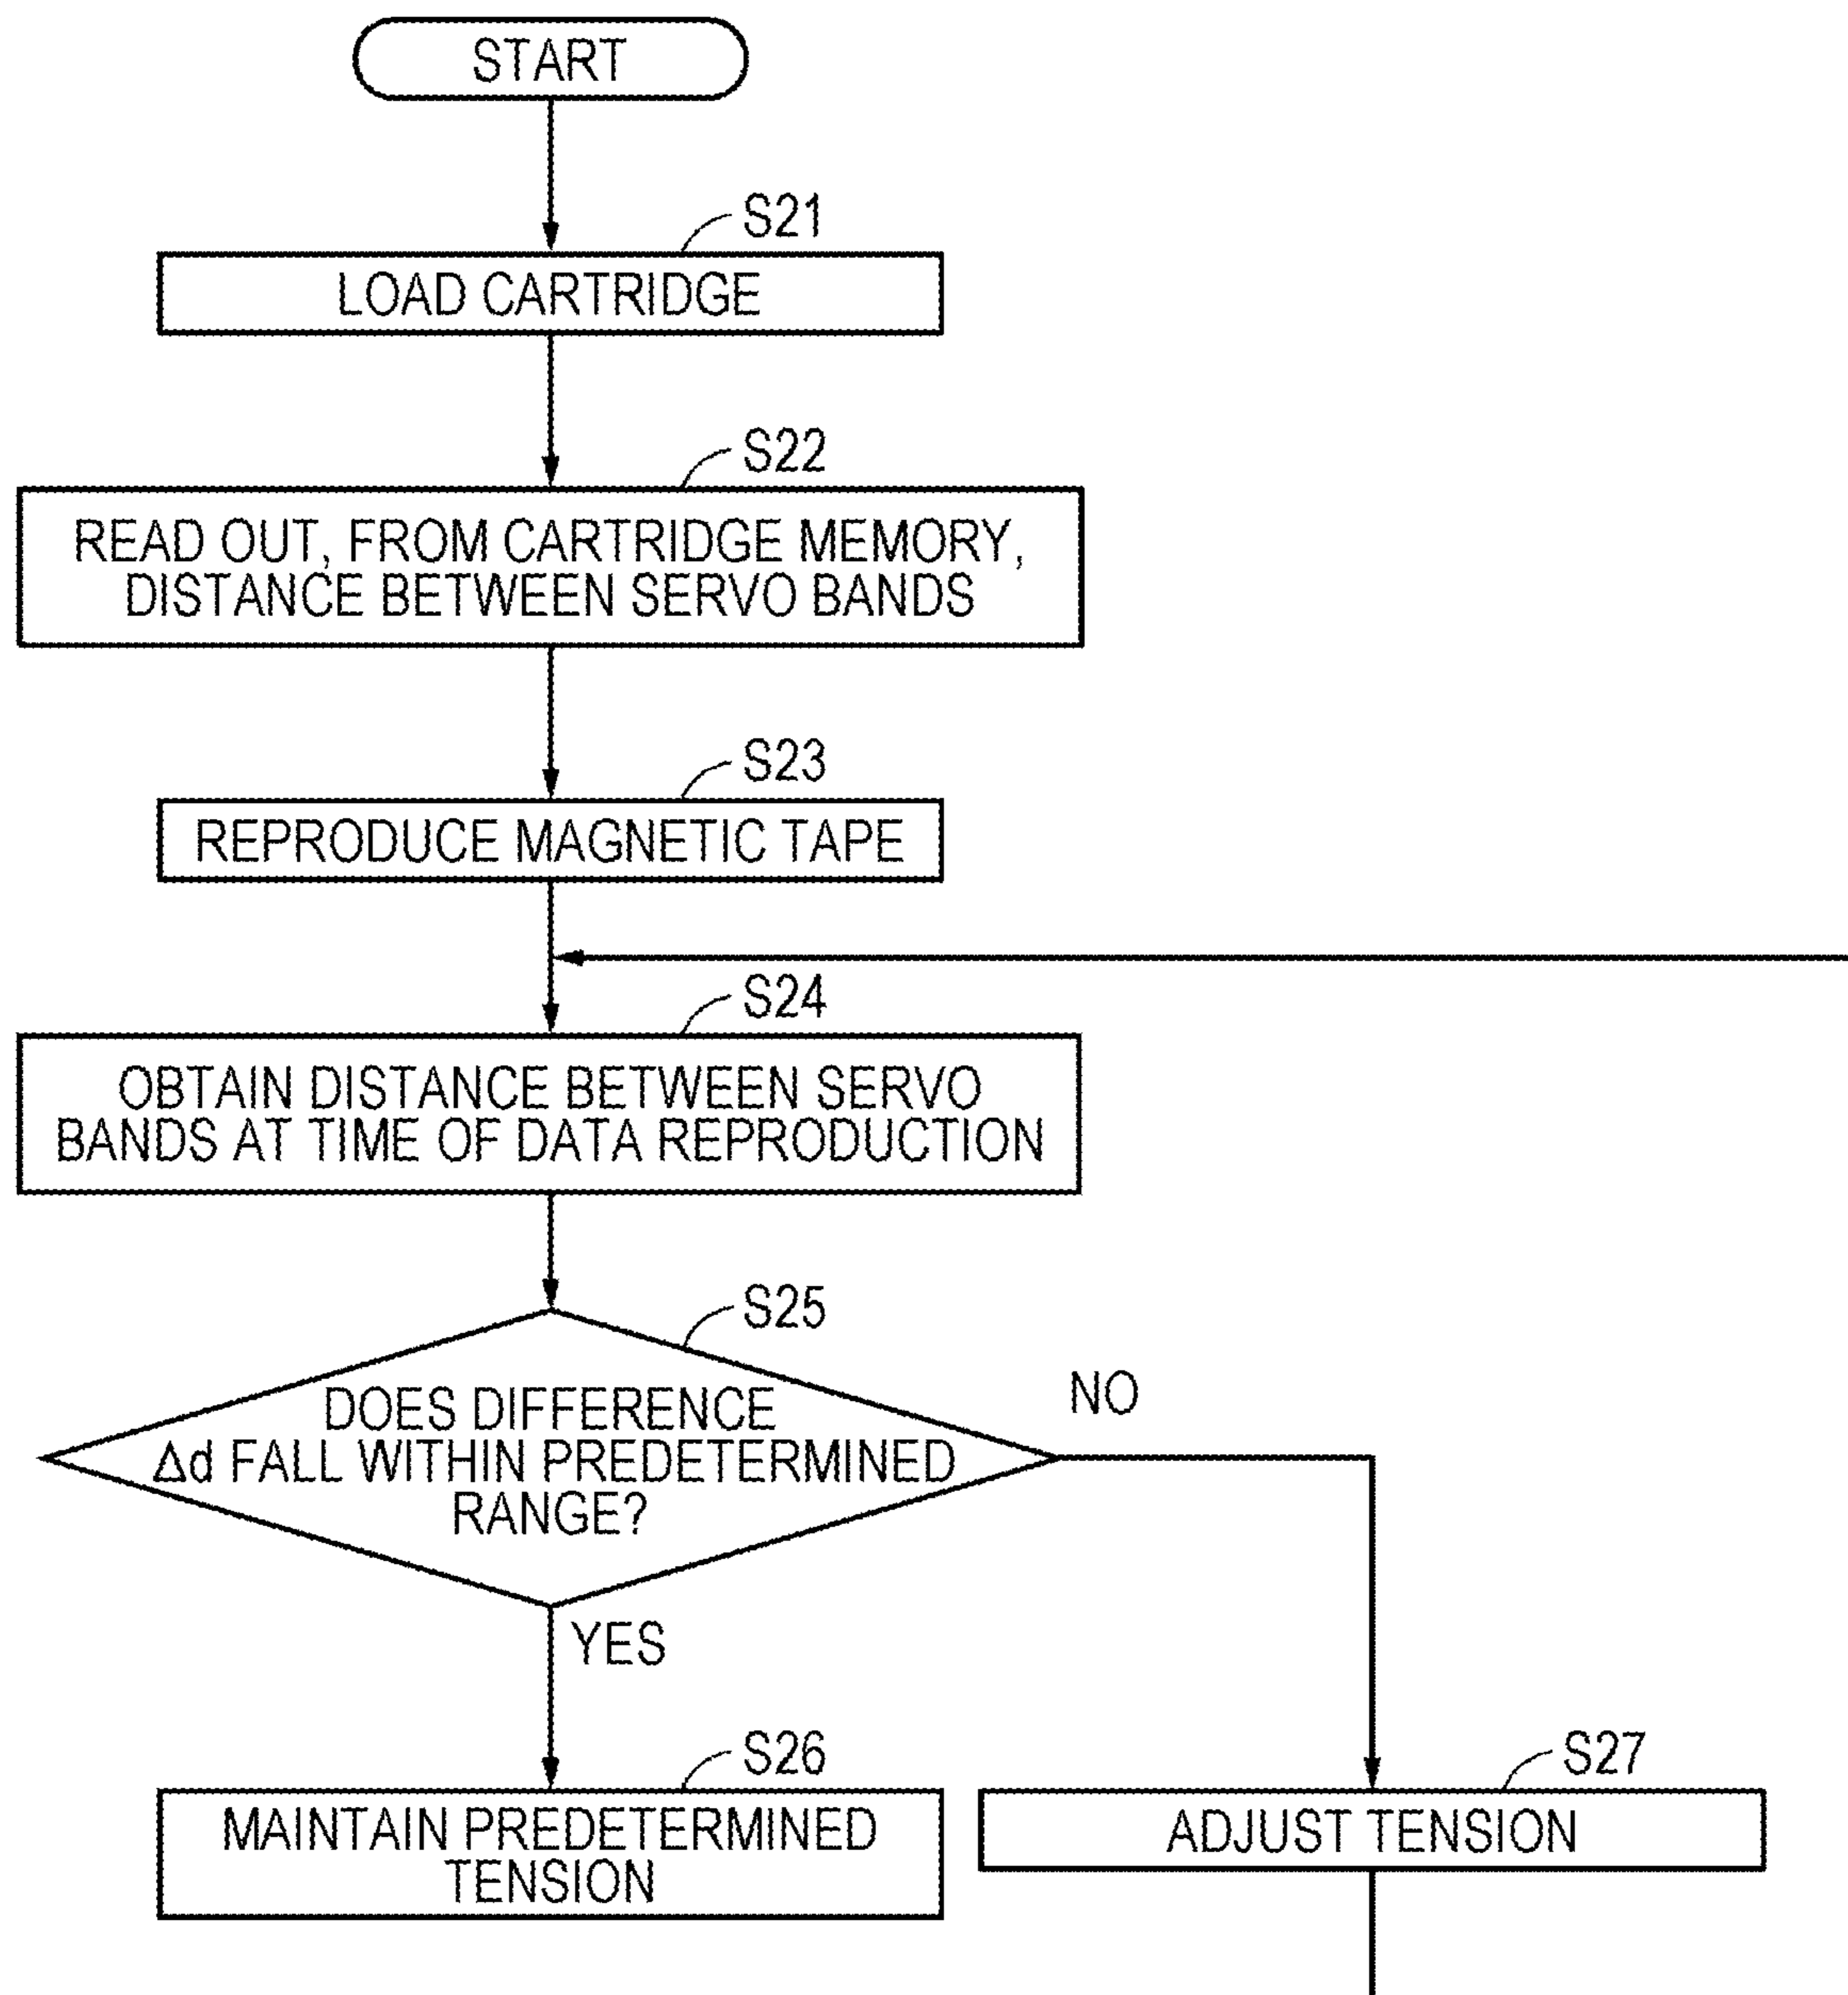 START
S21
LOAD CARTRIDGE
S22
READ OUT, FROM CARTRIDGE MEMORY,
DISTANCE BETWEEN SERVO BANDS
S23
REPRODUCE MAGNETIC TAPE
S24
OBTAIN DISTANCE BETWEEN SERVO
BANDS AT TIME OF DATA REPRODUCTION
S25
DOES DIFFERENCE
Δd FALL WITHIN PREDETERMINED
RANGE?
NO
YES
S26
MAINTAIN PREDETERMINED
TENSION
S27
ADJUST TENSION